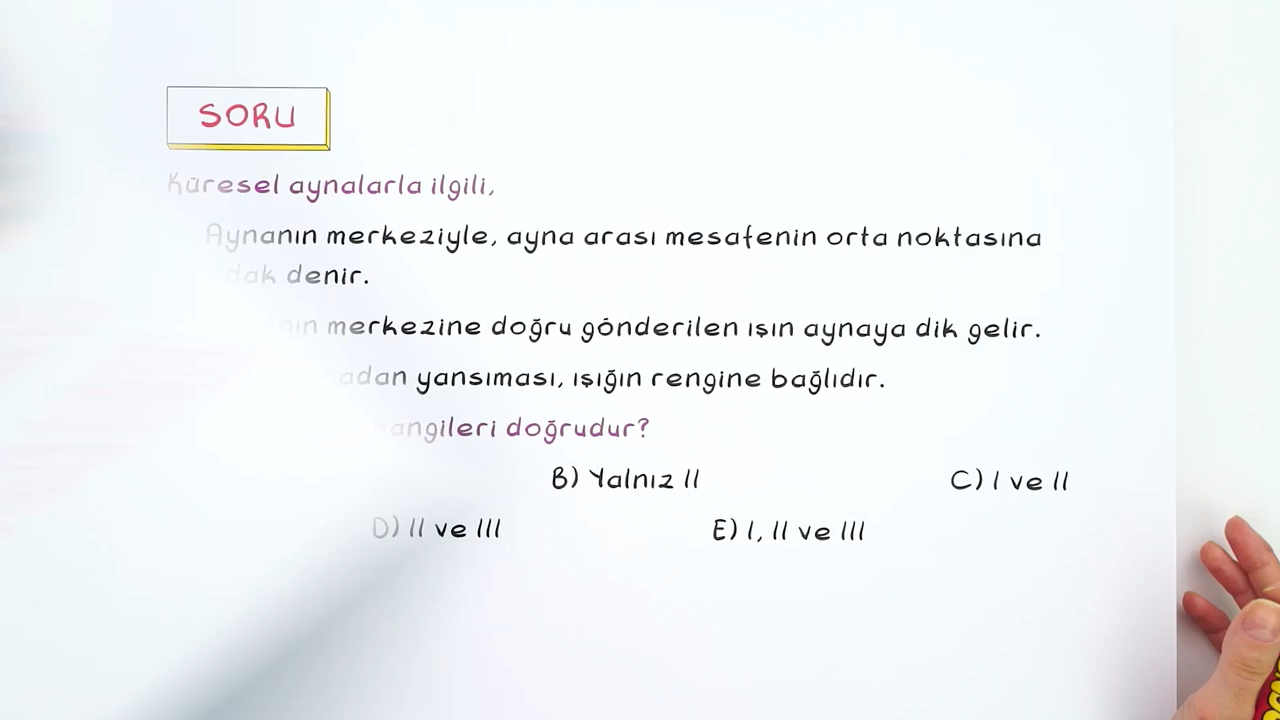 SORU
Küresel aynalarla ilgili,
Aynanın merkeziyle, ayna arası mesafenin orta noktasına
denir.
merkezine doğru gönderilen ışın aynaya dik gelir.
yansıması, ışığın rengine bağlıdır.
hangileri doğrudur?
B) Yalnız II
C) I ve II
D) II ve III
E) I, II ve III